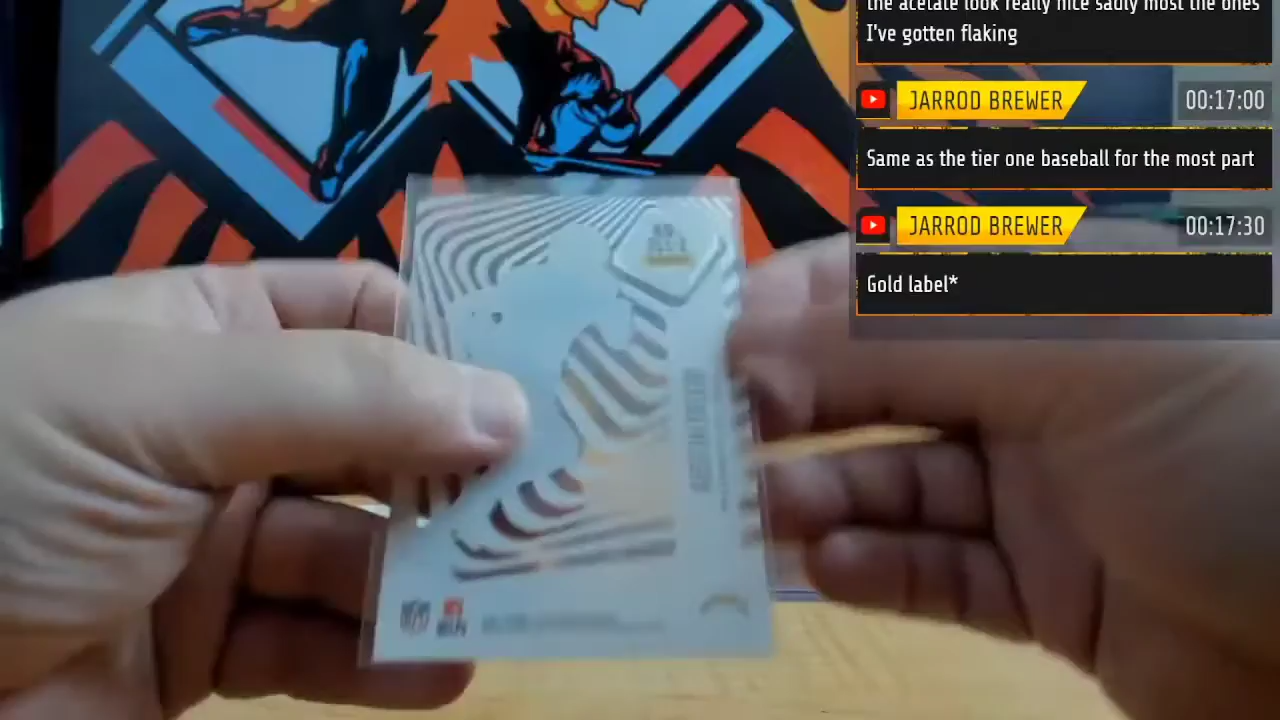 the acetate look really nice sadly most the ones
I've gotten flaking
JARROD BREWER
00:17:00
Same as the tier one baseball for the most part
JARROD BREWER
00:17:30
Gold label*